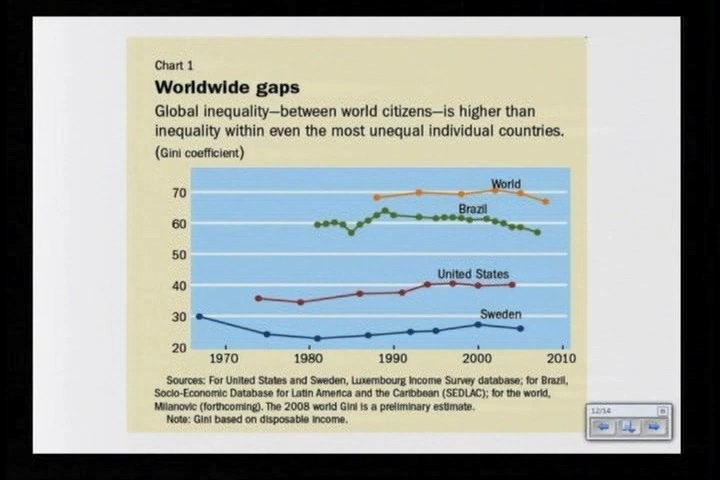 Chart 1
Worldwide gaps
Global inequality—between world citizens—is higher than
inequality within even the most unequal individual countries.
(Gini coefficient)
70
60
50
40
30
20
World
Brazil
United States
Sweden
1970 1980 1990 2000 2010
Sources: For United States and Sweden, Luxembourg Income Survey database; for Brazil,
Socio-Economic Database for Latin America and the Caribbean (SEDLAC); for the world,
Milanovic (forthcoming). The 2008 world Gini is a preliminary estimate.
Note: Gini based on disposable income.
12/14